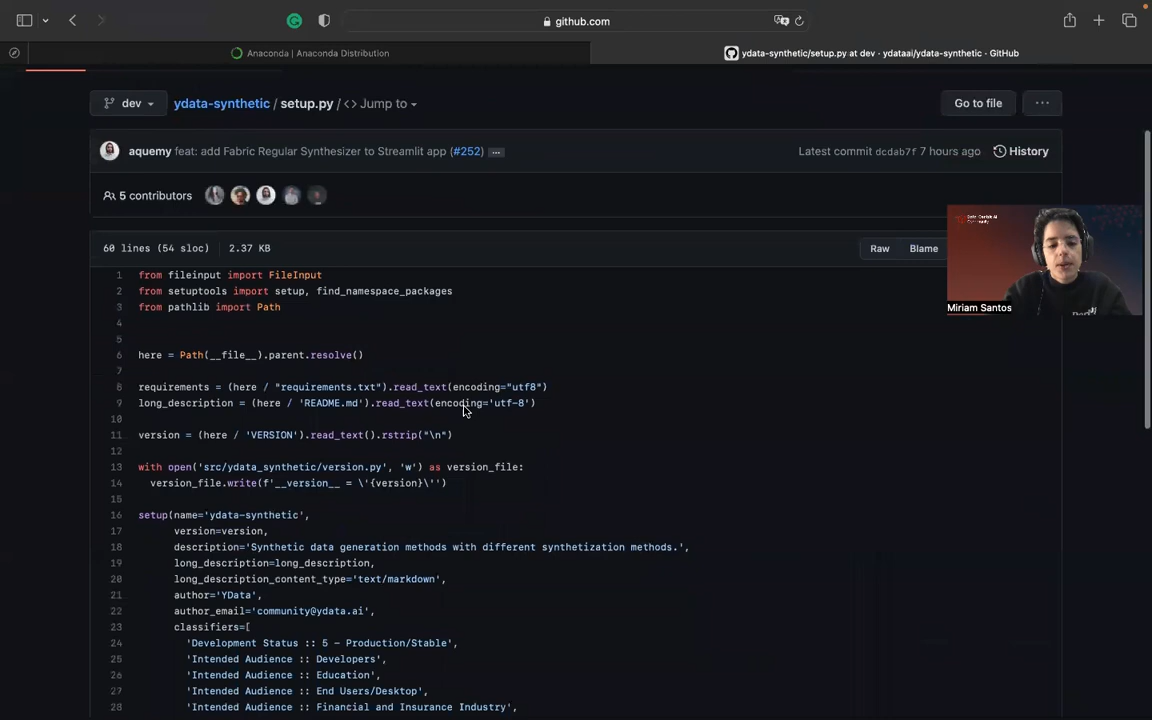 github.com
Anaconda | Anaconda Distribution
ydata-synthetic/setup.py at dev · ydataai/ydata-synthetic · GitHub
dev
ydata-synthetic / setup.py / <> Jump to
Go to file
...
aquemy feat: add Fabric Regular Synthesizer to Streamlit app (#252) ...
Latest commit dcdab7f 7 hours ago
History
5 contributors
60 lines (54 sloc) 2.37 KB
Raw
Blame
Miriam Santos
1 from fileinput import FileInput
2 from setuptools import setup, find_namespace_packages
3 from pathlib import Path
4
5
6 here = Path(__file__).parent.resolve()
7
8 requirements = (here / "requirements.txt").read_text(encoding="utf8")
9 long_description = (here / 'README.md').read_text(encoding='utf-8')
10
11 version = (here / 'VERSION').read_text().rstrip("\n")
12
13 with open('src/ydata_synthetic/version.py', 'w') as version_file:
14 version_file.write(f'__version__ = \'{version}\'')
15
16 setup(name='ydata-synthetic',
17 version=version,
18 description='Synthetic data generation methods with different synthetization methods.',
19 long_description=long_description,
20 long_description_content_type='text/markdown',
21 author='YData',
22 author_email='community@ydata.ai',
23 classifiers=[
24 'Development Status :: 5 - Production/Stable',
25 'Intended Audience :: Developers',
26 'Intended Audience :: Education',
27 'Intended Audience :: End Users/Desktop',
28 'Intended Audience :: Financial and Insurance Industry',